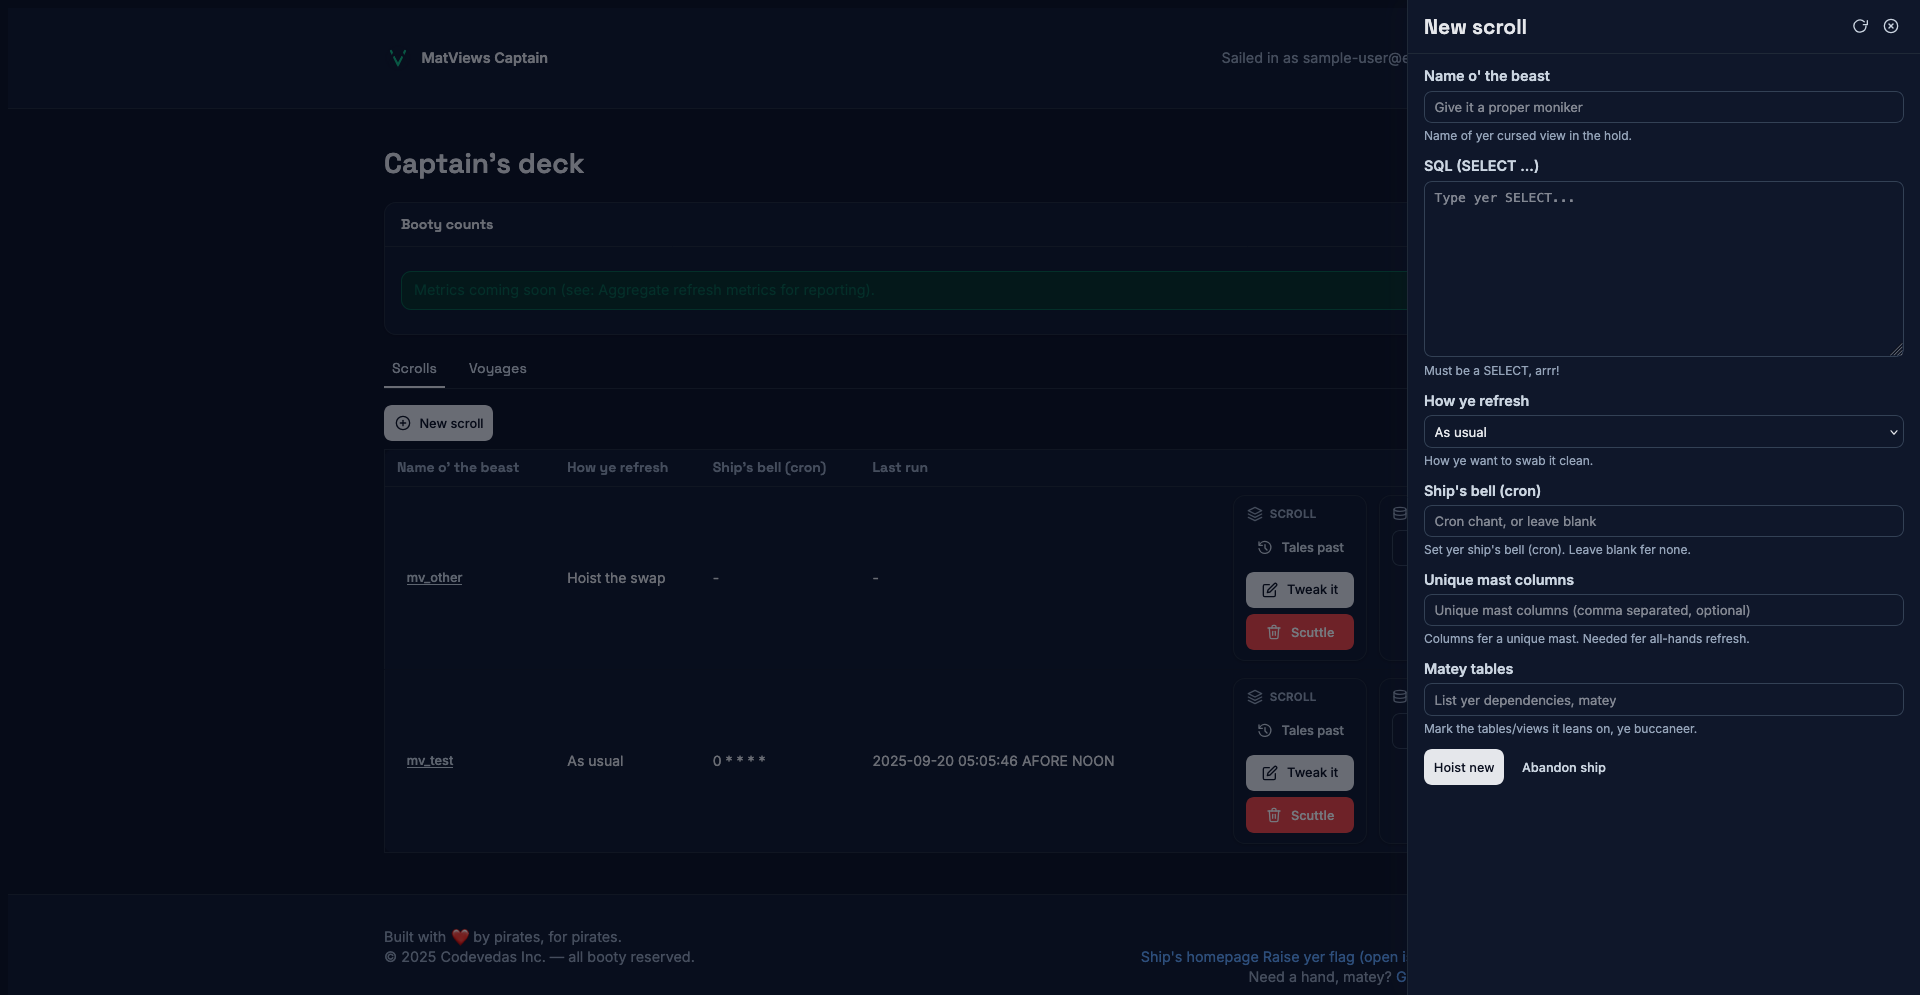 MatViews Captain
Sailed in as sample-user@e
Captain's deck
Booty counts
Metrics coming soon (see: Aggregate refresh metrics for reporting).
Scrolls
Voyages
New scroll
Name o' the beast
How ye refresh
Ship's bell (cron)
Last run
mv_other
Hoist the swap
-
-
SCROLL
Tales past
Tweak it
Scuttle
mv_test
As usual
0 * * * *
2025-09-20 05:05:46 AFORE NOON
SCROLL
Tales past
Tweak it
Scuttle
Built with ❤️ by pirates, for pirates.
© 2025 Codevedas Inc. — all booty reserved.
Ship's homepage Raise yer flag (open i
Need a hand, matey? G
New scroll
Name o' the beast
Give it a proper moniker
Name of yer cursed view in the hold.
SQL (SELECT ...)
Type yer SELECT...
Must be a SELECT, arrr!
How ye refresh
As usual
How ye want to swab it clean.
Ship's bell (cron)
Cron chant, or leave blank
Set yer ship's bell (cron). Leave blank fer none.
Unique mast columns
Unique mast columns (comma separated, optional)
Columns fer a unique mast. Needed fer all-hands refresh.
Matey tables
List yer dependencies, matey
Mark the tables/views it leans on, ye buccaneer.
Hoist new
Abandon ship